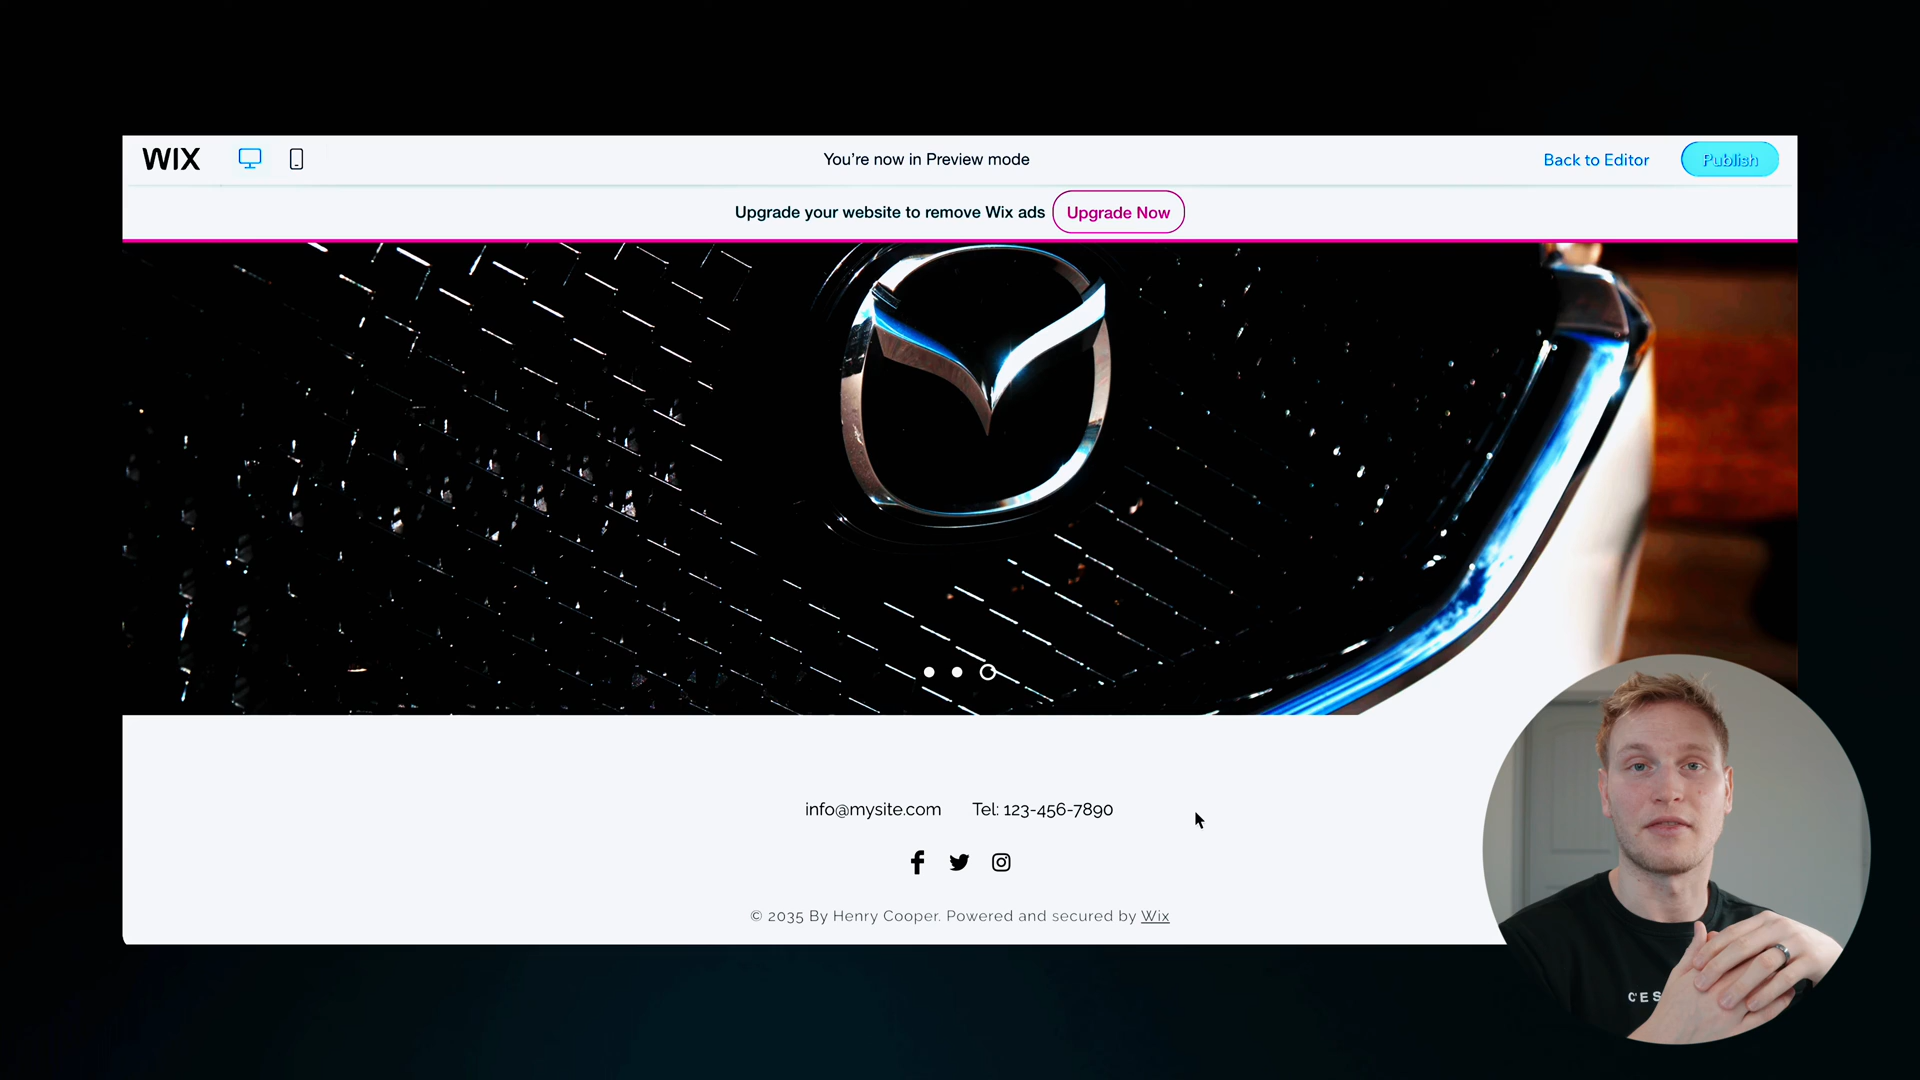 WIX You're now in Preview mode Back to Editor Publish
Upgrade your website to remove Wix ads Upgrade Now
info@mysite.com Tel: 123-456-7890
© 2035 By Henry Cooper. Powered and secured by Wix